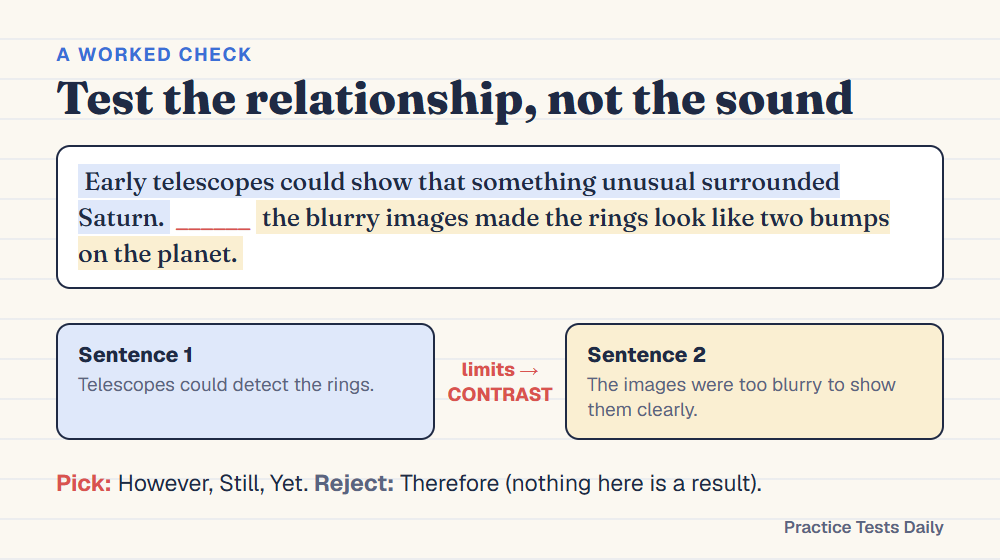 A WORKED CHECK
Test the relationship, not the sound
Early telescopes could show that something unusual surrounded
Saturn. ______ the blurry images made the rings look like two bumps
on the planet.
Sentence 1
Telescopes could detect the rings.
limits →
CONTRAST
Sentence 2
The images were too blurry to show
them clearly.
Pick: However, Still, Yet. Reject: Therefore (nothing here is a result).
Practice Tests Daily